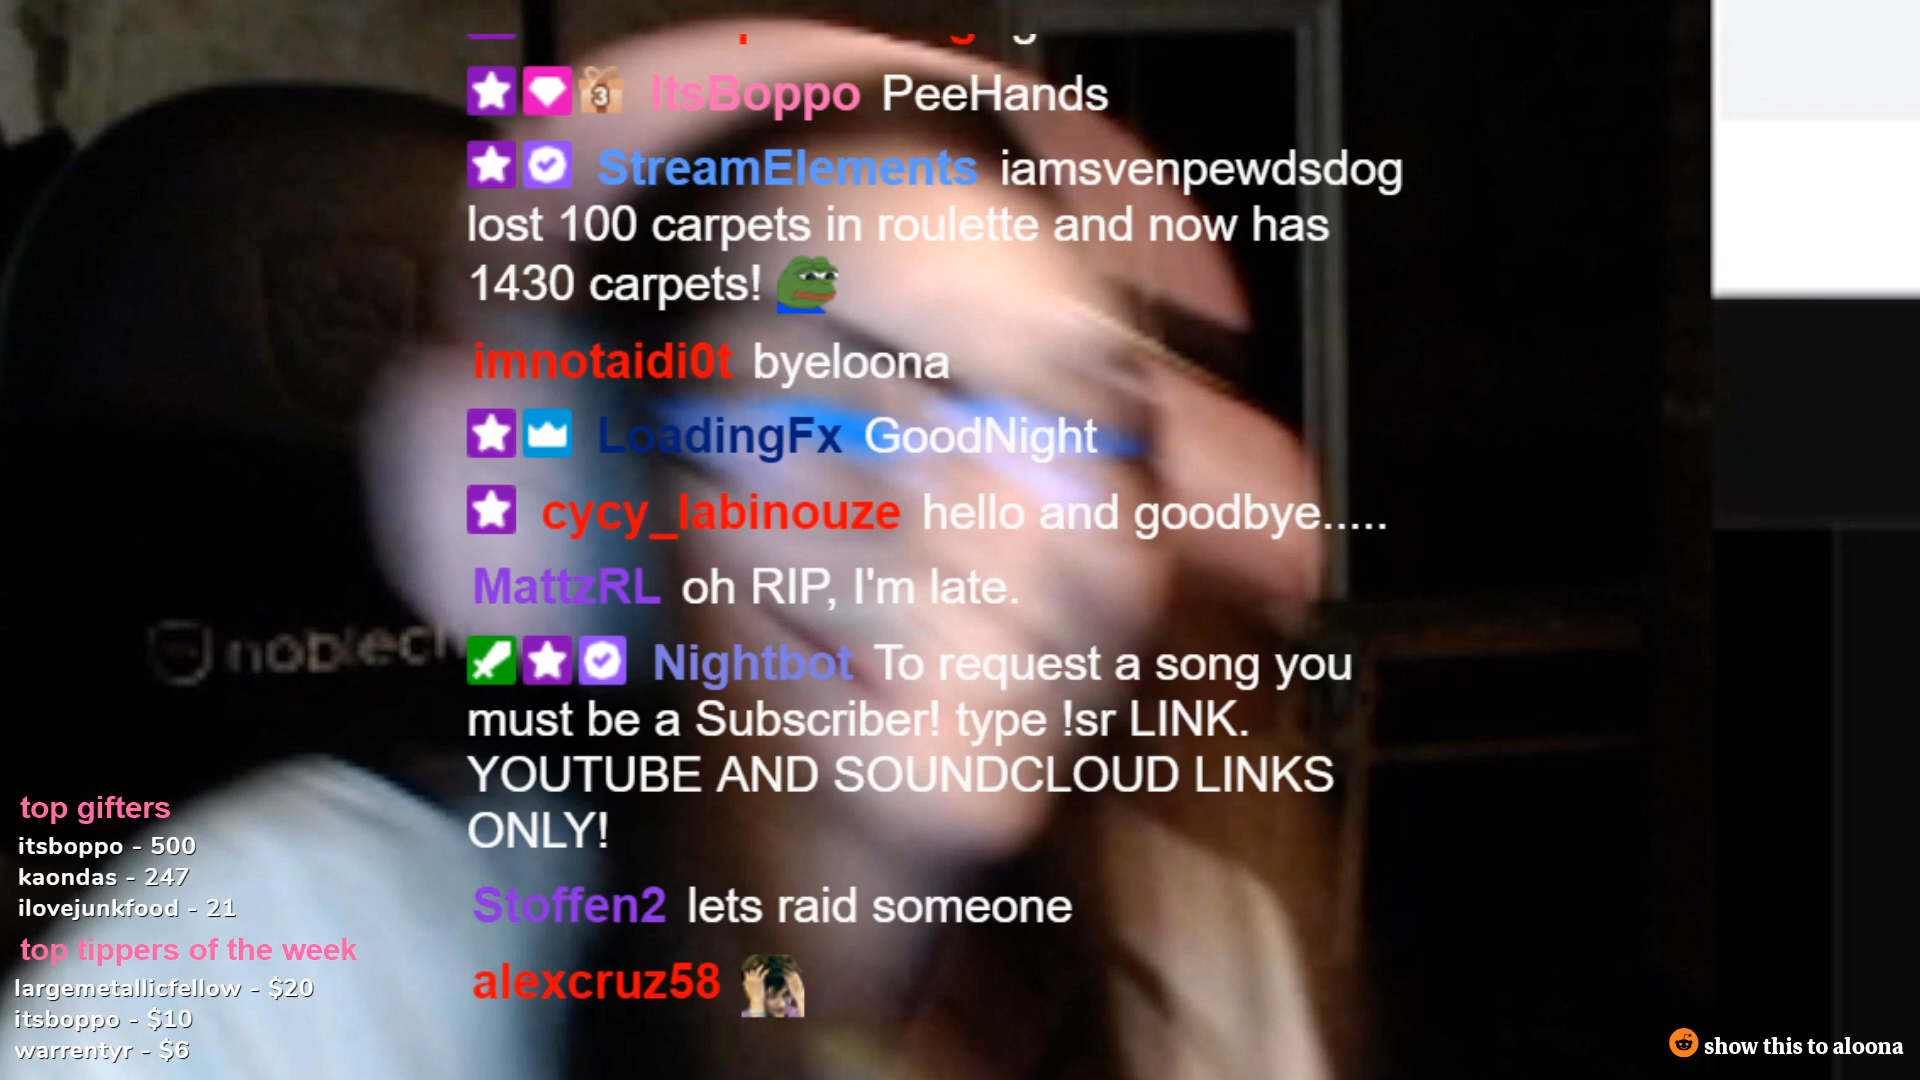 ItsBoppo PeeHands
StreamElements iamsvenpewdsdog
lost 100 carpets in roulette and now has
1430 carpets!
imnotaidi0t byeloona
LoadingFx GoodNight
cycy_labinouze hello and goodbye.....
MattzRL oh RIP, I'm late.
noblech
Nightbot To request a song you
must be a Subscriber! type !sr LINK.
YOUTUBE AND SOUNDCLOUD LINKS
ONLY!
Stoffen2 lets raid someone
alexcruz58
top gifters
itsboppo - 500
kaondas - 247
ilovejunkfood - 21
top tippers of the week
largemetallicfellow - $20
itsboppo - $10
warrentyr - $6
show this to aloona
3